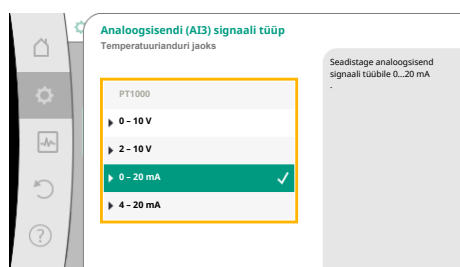 Analoogsisendi (AI3) signaali tüüp
Temperatuurianduri jaoks
Seadistage analoogsisend
signaali tüübile 0...20 mA
.
PT1000
0 – 10 V
2 – 10 V
0 – 20 mA
4 – 20 mA
?